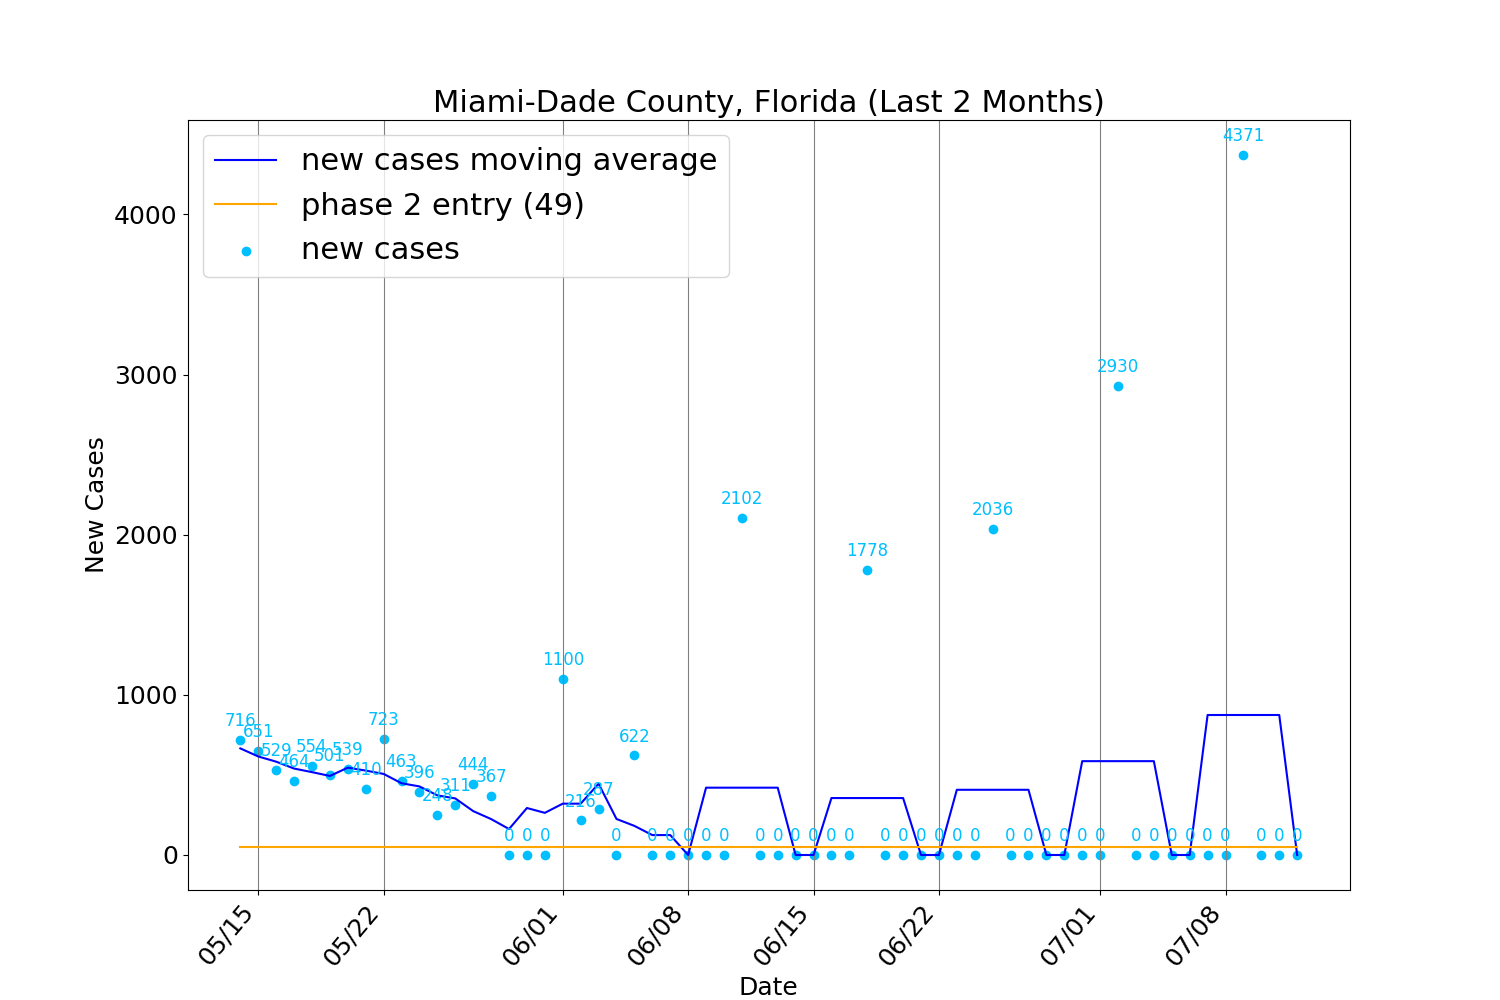 Miami-Dade County, Florida (Last 2 Months)
new cases moving average
phase 2 entry (49)
new cases
New Cases
4000
3000
2000
1000
0
4371
2930
2102
2036
1778
1100
716
651
529
464
554
501
539
410
723
463
396
248
311
444
367
0 0 0
216
287
0
622
0 0 0 0 0
0 0 0 0 0 0
0 0 0 0 0
0 0 0 0 0 0
0 0 0 0 0 0
0 0 0
05/15
05/22
06/01
06/08
06/15
06/22
07/01
07/08
Date